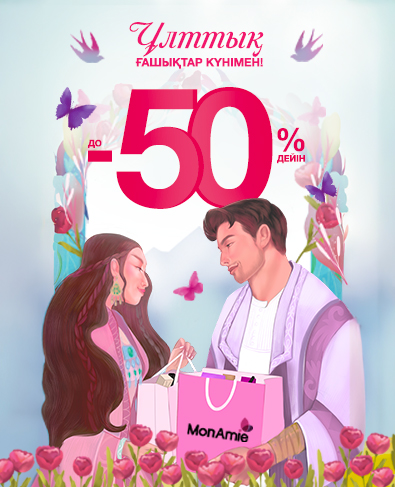 Ұлттық
ҒАШЫҚТАР КҮНІМЕН!
ДО
-50%
ДЕЙІН
MonAmie